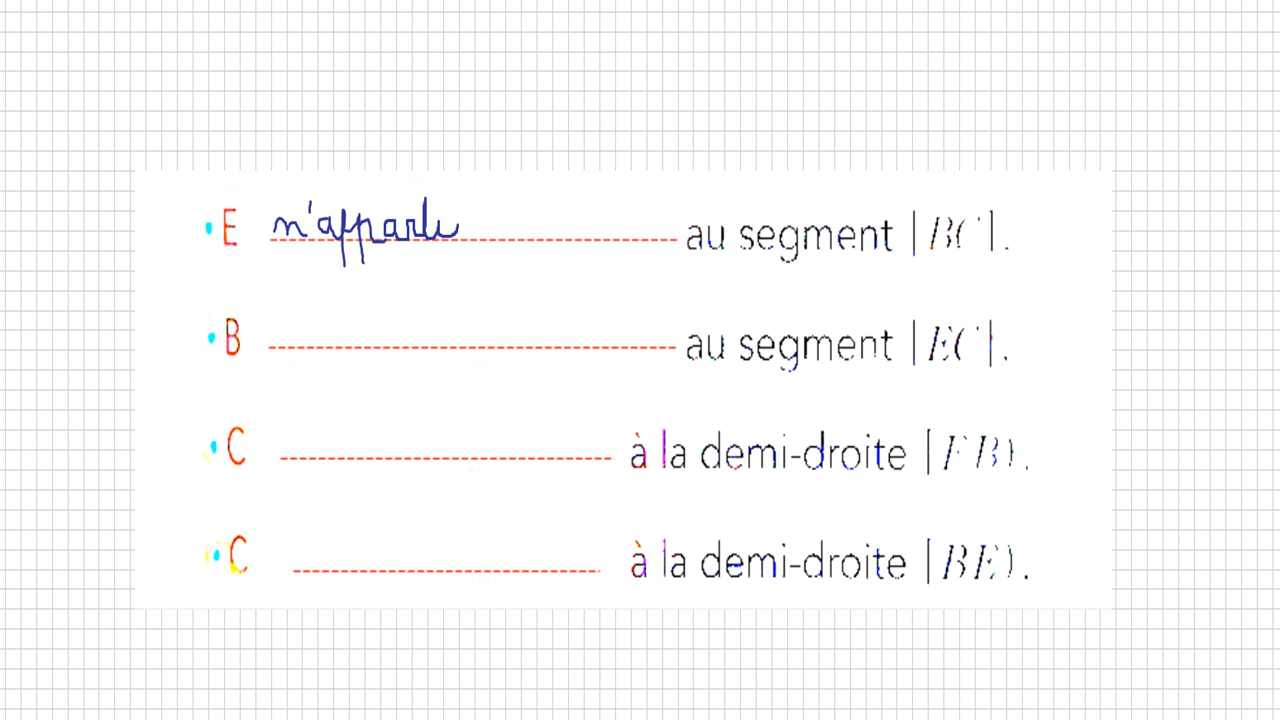 • E n'apparti au segment [BC].
• B au segment [EC].
• C à la demi-droite [EB).
• C à la demi-droite [BE).